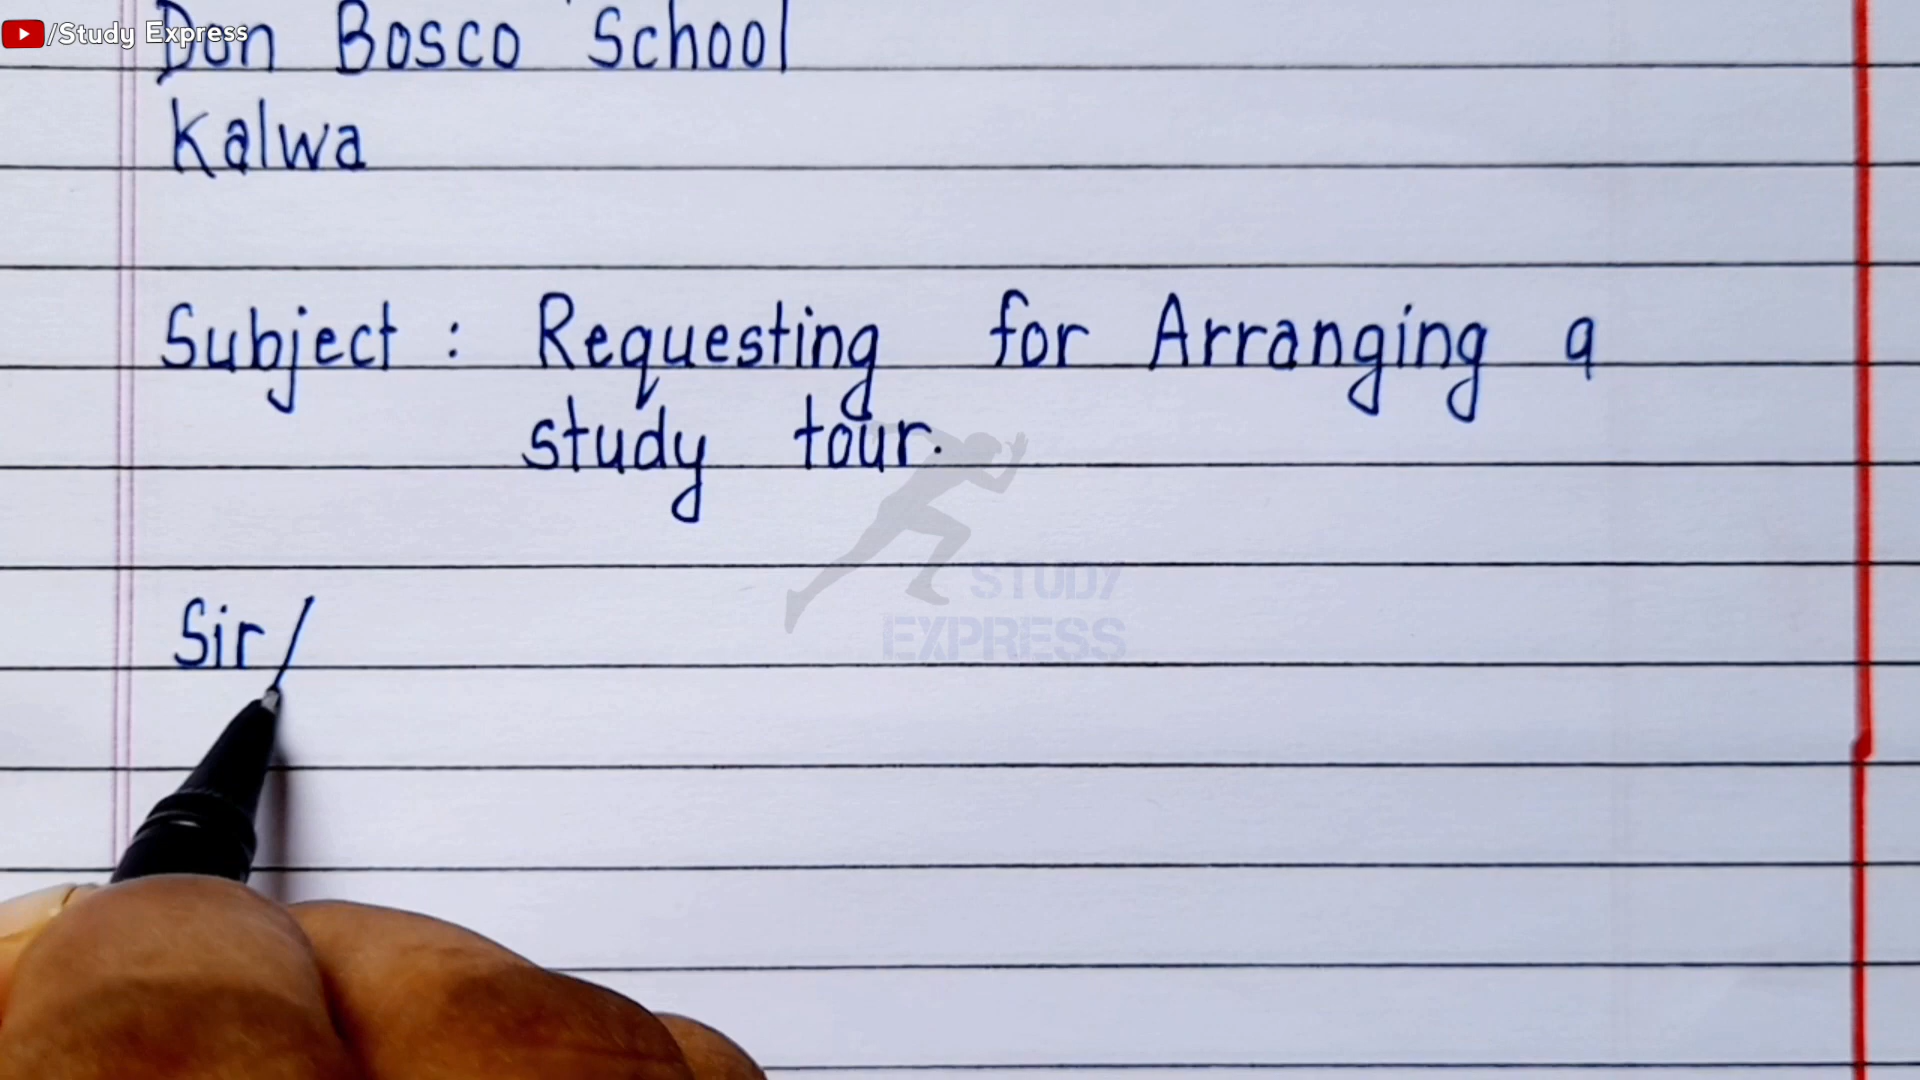 /Study Express
Don Bosco School
Kalwa
Subject : Requesting for Arranging a
study tour.
STUDY
EXPRESS
Sir/